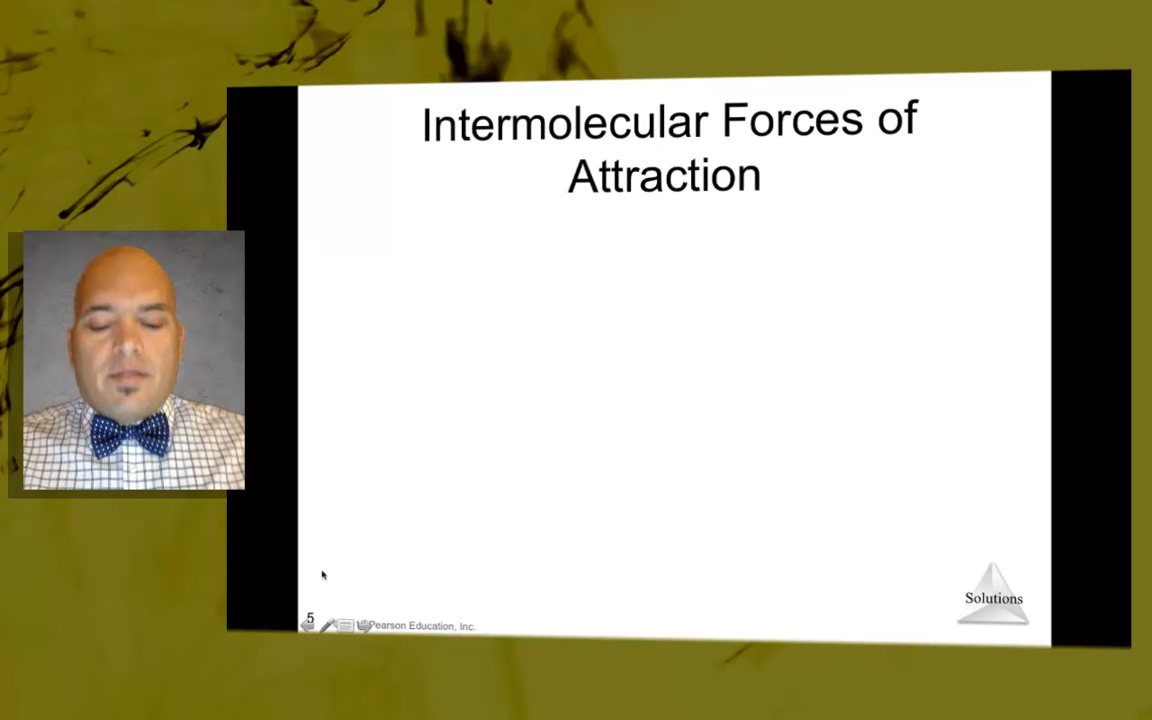 Intermolecular Forces of
Attraction
Solutions
5
Pearson Education, Inc.